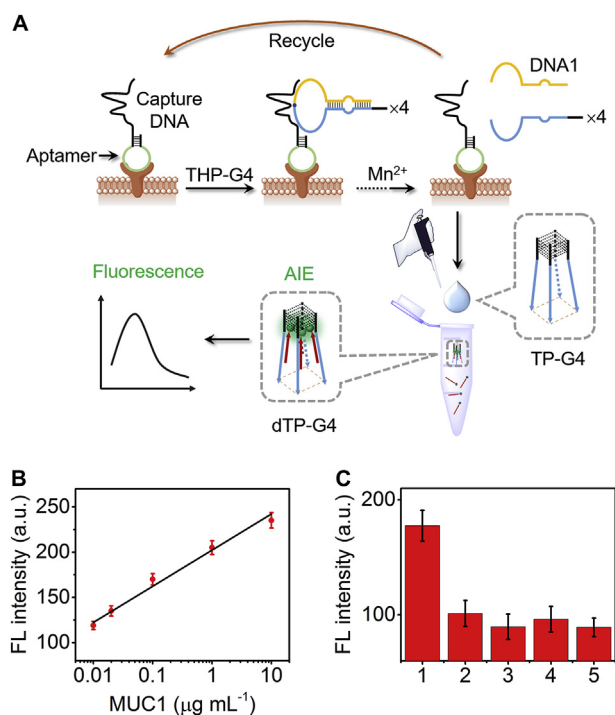 A
Recycle
Capture
DNA
DNA1
×4
×4
Aptamer
THP-G4
Mn2+
Fluorescence
AIE
TP-G4
dTP-G4
B
FL intensity (a.u.)
250
200
150
100
0.01
0.1
1
10
MUC1 (μg mL-1)
C
FL intensity (a.u.)
200
100
1
2
3
4
5